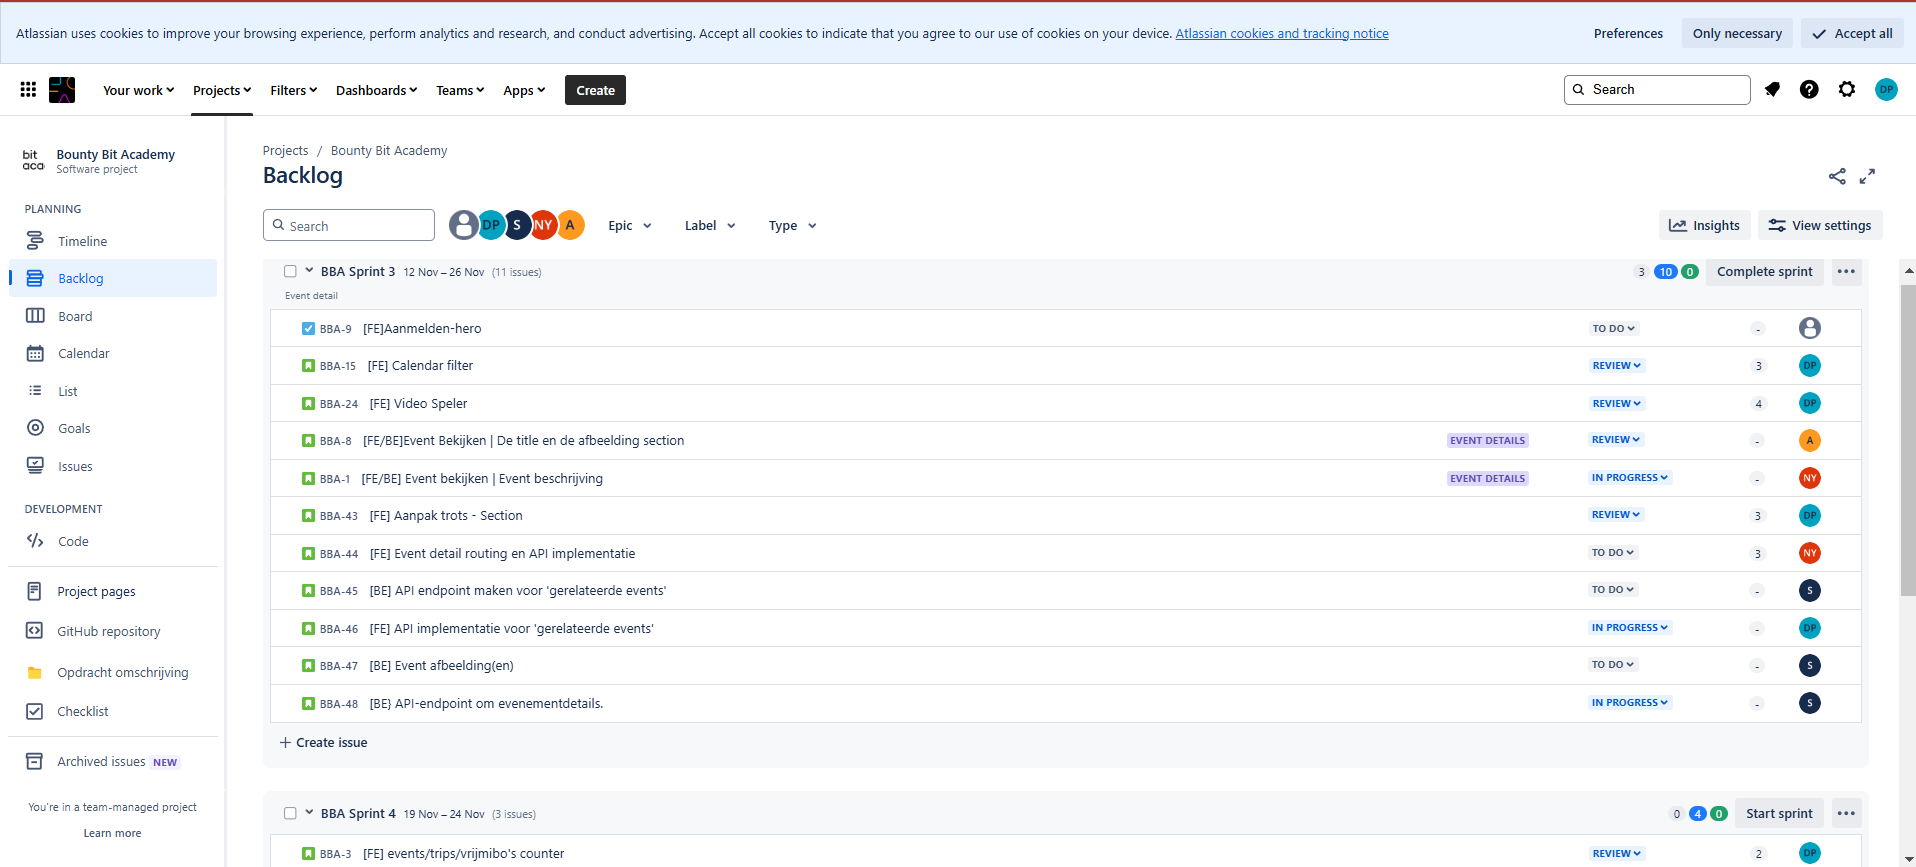 Atlassian uses cookies to improve your browsing experience, perform analytics and research, and conduct advertising. Accept all cookies to indicate that you agree to our use of cookies on your device. Atlassian cookies and tracking notice
Preferences
Only necessary
Accept all
Your work
Projects
Filters
Dashboards
Teams
Apps
Create
Search
DP
bit aca
Bounty Bit Academy
Software project
PLANNING
Timeline
Backlog
Board
Calendar
List
Goals
Issues
DEVELOPMENT
Code
Project pages
GitHub repository
Opdracht omschrijving
Checklist
Archived issues NEW
You're in a team-managed project
Learn more
Projects / Bounty Bit Academy
Backlog
Search
DP S NY A
Epic
Label
Type
Insights
View settings
BBA Sprint 3 12 Nov – 26 Nov (11 issues) 3 10 0 Complete sprint
Event detail
BBA-9 [FE]Aanmelden-hero TO DO -
BBA-15 [FE] Calendar filter REVIEW 3 DP
BBA-24 [FE] Video Speler REVIEW 4 DP
BBA-8 [FE/BE]Event Bekijken | De title en de afbeelding section EVENT DETAILS REVIEW - A
BBA-1 [FE/BE] Event bekijken | Event beschrijving EVENT DETAILS IN PROGRESS - NY
BBA-43 [FE] Aanpak trots - Section REVIEW 3 DP
BBA-44 [FE] Event detail routing en API implementatie TO DO 3 NY
BBA-45 [BE] API endpoint maken voor 'gerelateerde events' TO DO - S
BBA-46 [FE] API implementatie voor 'gerelateerde events' IN PROGRESS - DP
BBA-47 [BE] Event afbeelding(en) TO DO - S
BBA-48 [BE} API-endpoint om evenementdetails. IN PROGRESS - S
+ Create issue
BBA Sprint 4 19 Nov – 24 Nov (3 issues) 0 4 0 Start sprint
BBA-3 [FE] events/trips/vrijmibo's counter REVIEW 2 DP